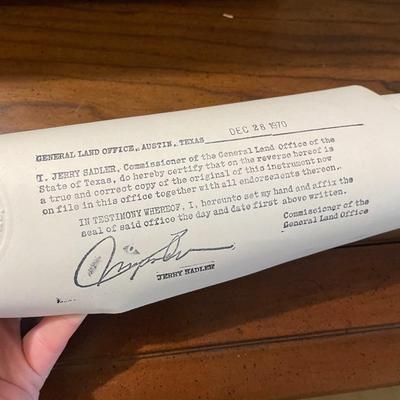 GENERAL LAND OFFICE, AUSTIN, TEXAS DEC 28 1970
I, JERRY SADLER, Commissioner of the General Land Office of the
State of Texas, do hereby certify that on the reverse hereof is
a true and correct copy of the original of this instrument now
on file in this office together with all endorsements thereon.
IN TESTIMONY WHEREOF, I, hereunto set my hand and affix the
seal of said office the day and date first above written.
Commissioner of the
General Land Office
JERRY SADLER